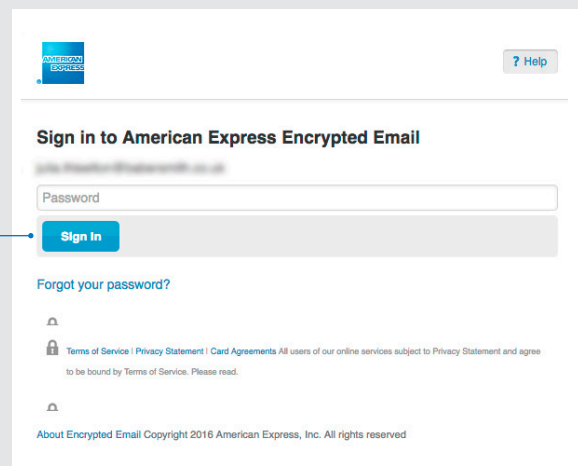 AMERICAN
EXPRESS
? Help
Sign in to American Express Encrypted Email
Password
Sign In
Forgot your password?
Terms of Service | Privacy Statement | Card Agreements All users of our online services subject to Privacy Statement and agree
to be bound by Terms of Service. Please read.
About Encrypted Email Copyright 2016 American Express, Inc. All rights reserved